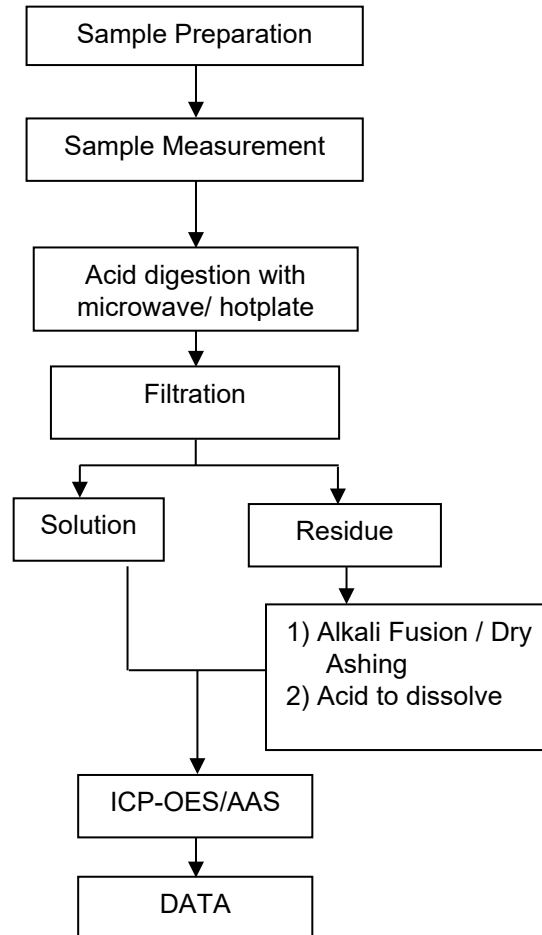 Sample Preparation
Sample Measurement
Acid digestion with
microwave/ hotplate
Filtration
Solution
Residue
1) Alkali Fusion / Dry
Ashing
2) Acid to dissolve
ICP-OES/AAS
DATA